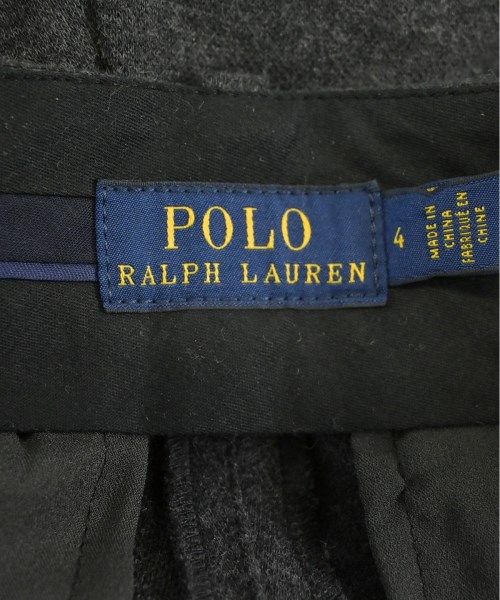 POLO
RALPH LAUREN
4
MADE IN
CHINA
FABRIQUÉ EN
CHINE